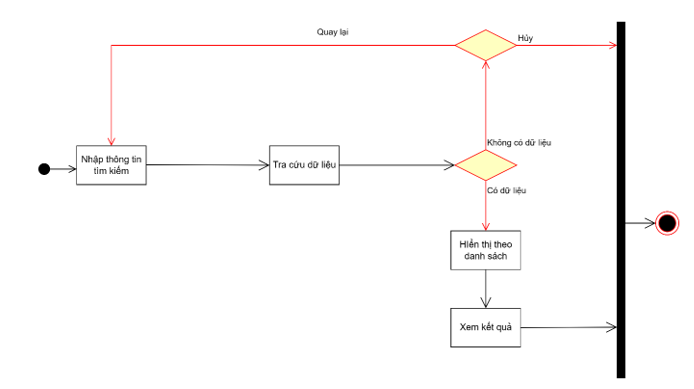 Quay lại
Hủy
Không có dữ liệu
Nhập thông tin
tìm kiếm
Tra cứu dữ liệu
Có dữ liệu
Hiển thị theo
danh sách
Xem kết quả